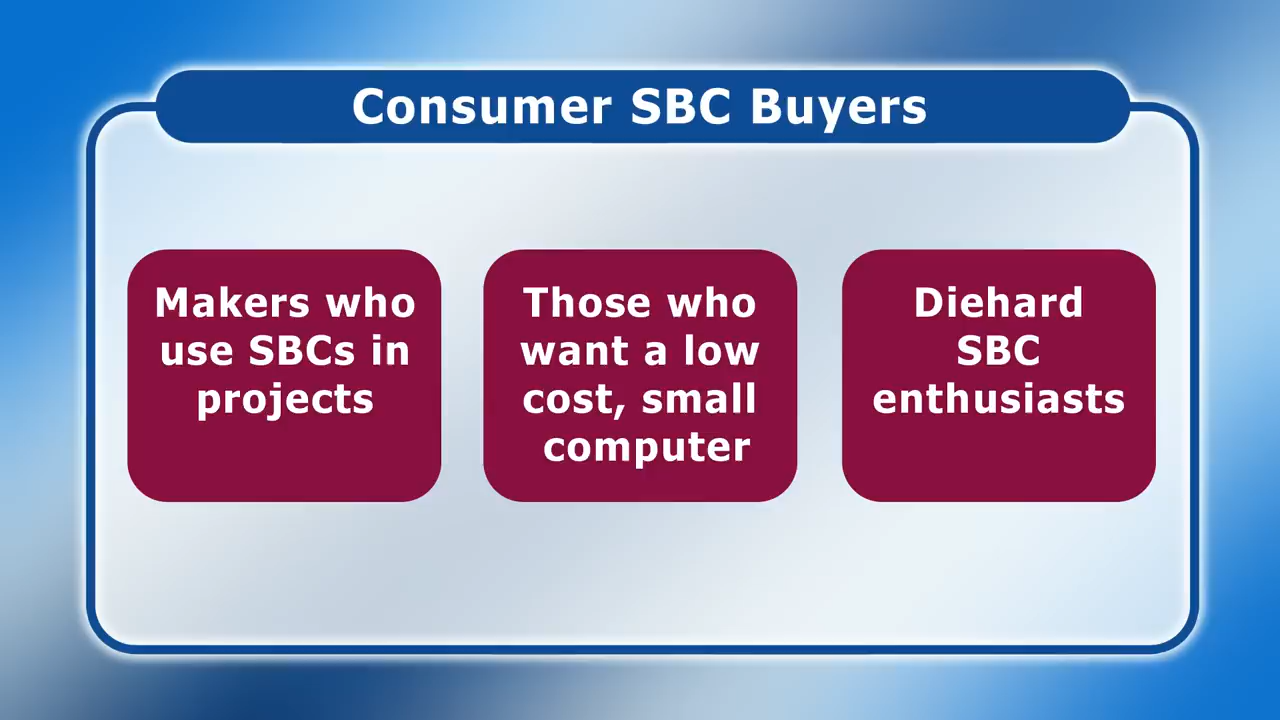 Consumer SBC Buyers
Makers who
use SBCs in
projects
Those who
want a low
cost, small
computer
Diehard
SBC
enthusiasts